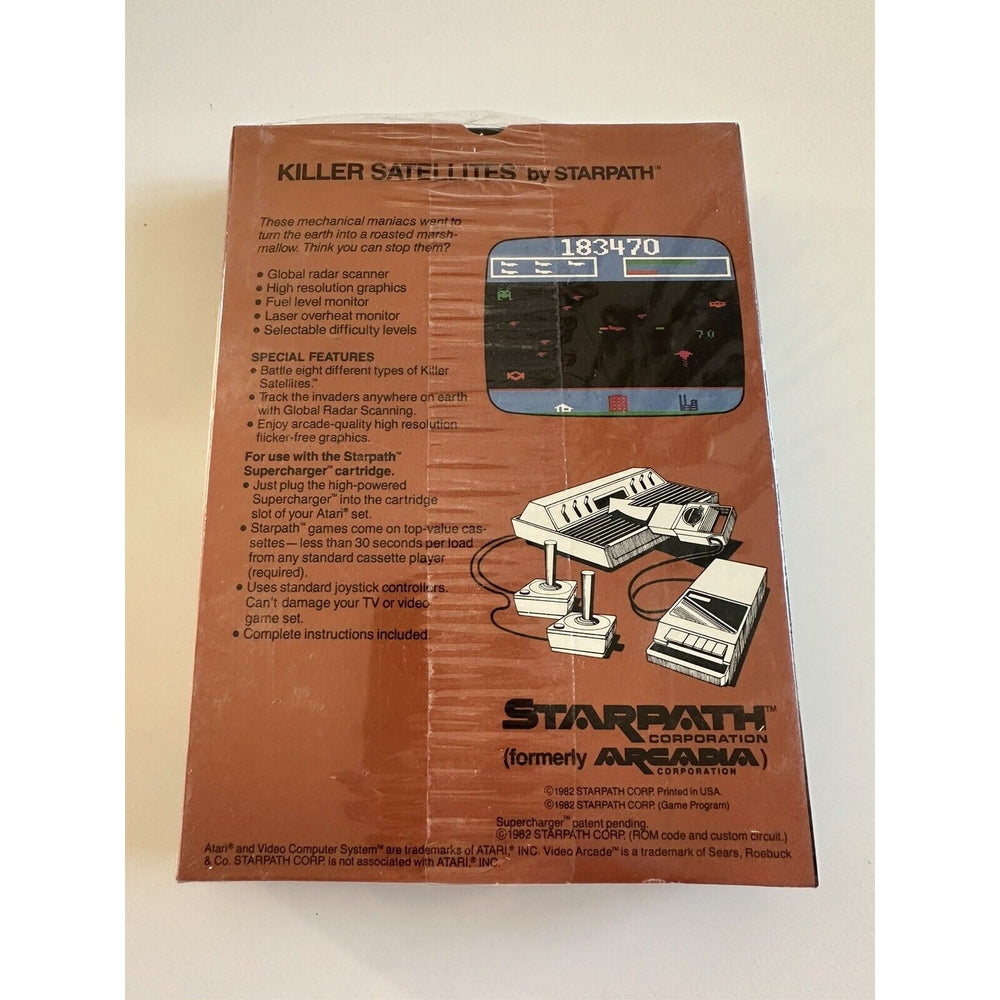 KILLER SATELLITES™ by STARPATH™
These mechanical maniacs want to
turn the earth into a roasted marsh-
mallow. Think you can stop them?
• Global radar scanner
• High resolution graphics
• Fuel level monitor
• Laser overheat monitor
• Selectable difficulty levels
SPECIAL FEATURES
• Battle eight different types of Killer
Satellites.™
• Track the invaders anywhere on earth
with Global Radar Scanning.
• Enjoy arcade-quality high resolution
flicker-free graphics.
For use with the Starpath™
Supercharger™ cartridge.
• Just plug the high-powered
Supercharger™ into the cartridge
slot of your Atari® set.
• Starpath™ games come on top-value cas-
settes—less than 30 seconds per load
from any standard cassette player
(required).
• Uses standard joystick controllers.
Can't damage your TV or video
game set.
• Complete instructions included.
183470
70
STARPATH™
CORPORATION
(formerly ARCADIA)
CORPORATION
©1982 STARPATH CORP. Printed in USA.
©1982 STARPATH CORP. (Game Program)
Supercharger™ patent pending.
©1982 STARPATH CORP. (ROM code and custom circuit.)
Atari® and Video Computer System™ are trademarks of ATARI,® INC. Video Arcade™ is a trademark of Sears, Roebuck
& Co. STARPATH CORP. is not associated with ATARI,® INC.